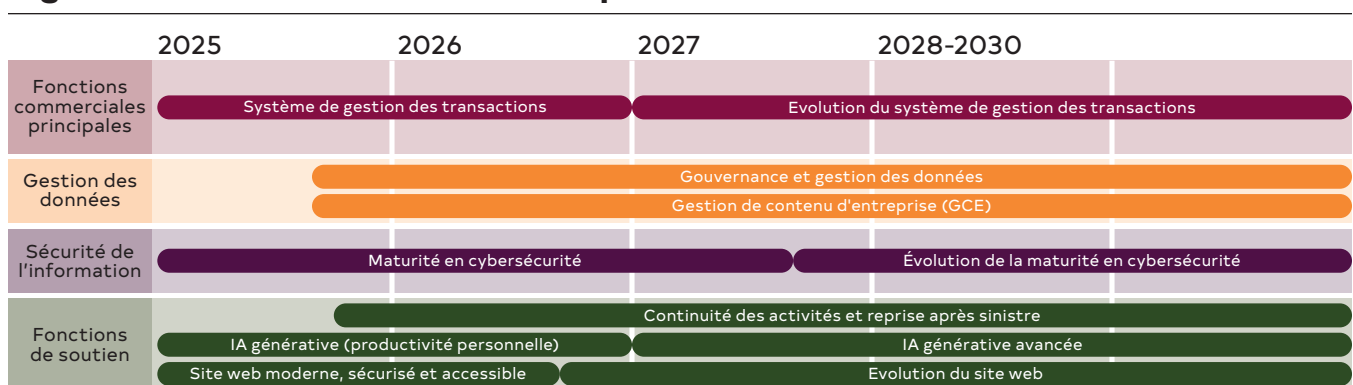 2025 2026 2027 2028-2030
Fonctions
commerciales
principales
Système de gestion des transactions
Evolution du système de gestion des transactions
Gestion des
données
Gouvernance et gestion des données
Gestion de contenu d'entreprise (GCE)
Sécurité de
l'information
Maturité en cybersécurité
Évolution de la maturité en cybersécurité
Fonctions
de soutien
Continuité des activités et reprise après sinistre
IA générative (productivité personnelle)
IA générative avancée
Site web moderne, sécurisé et accessible
Evolution du site web